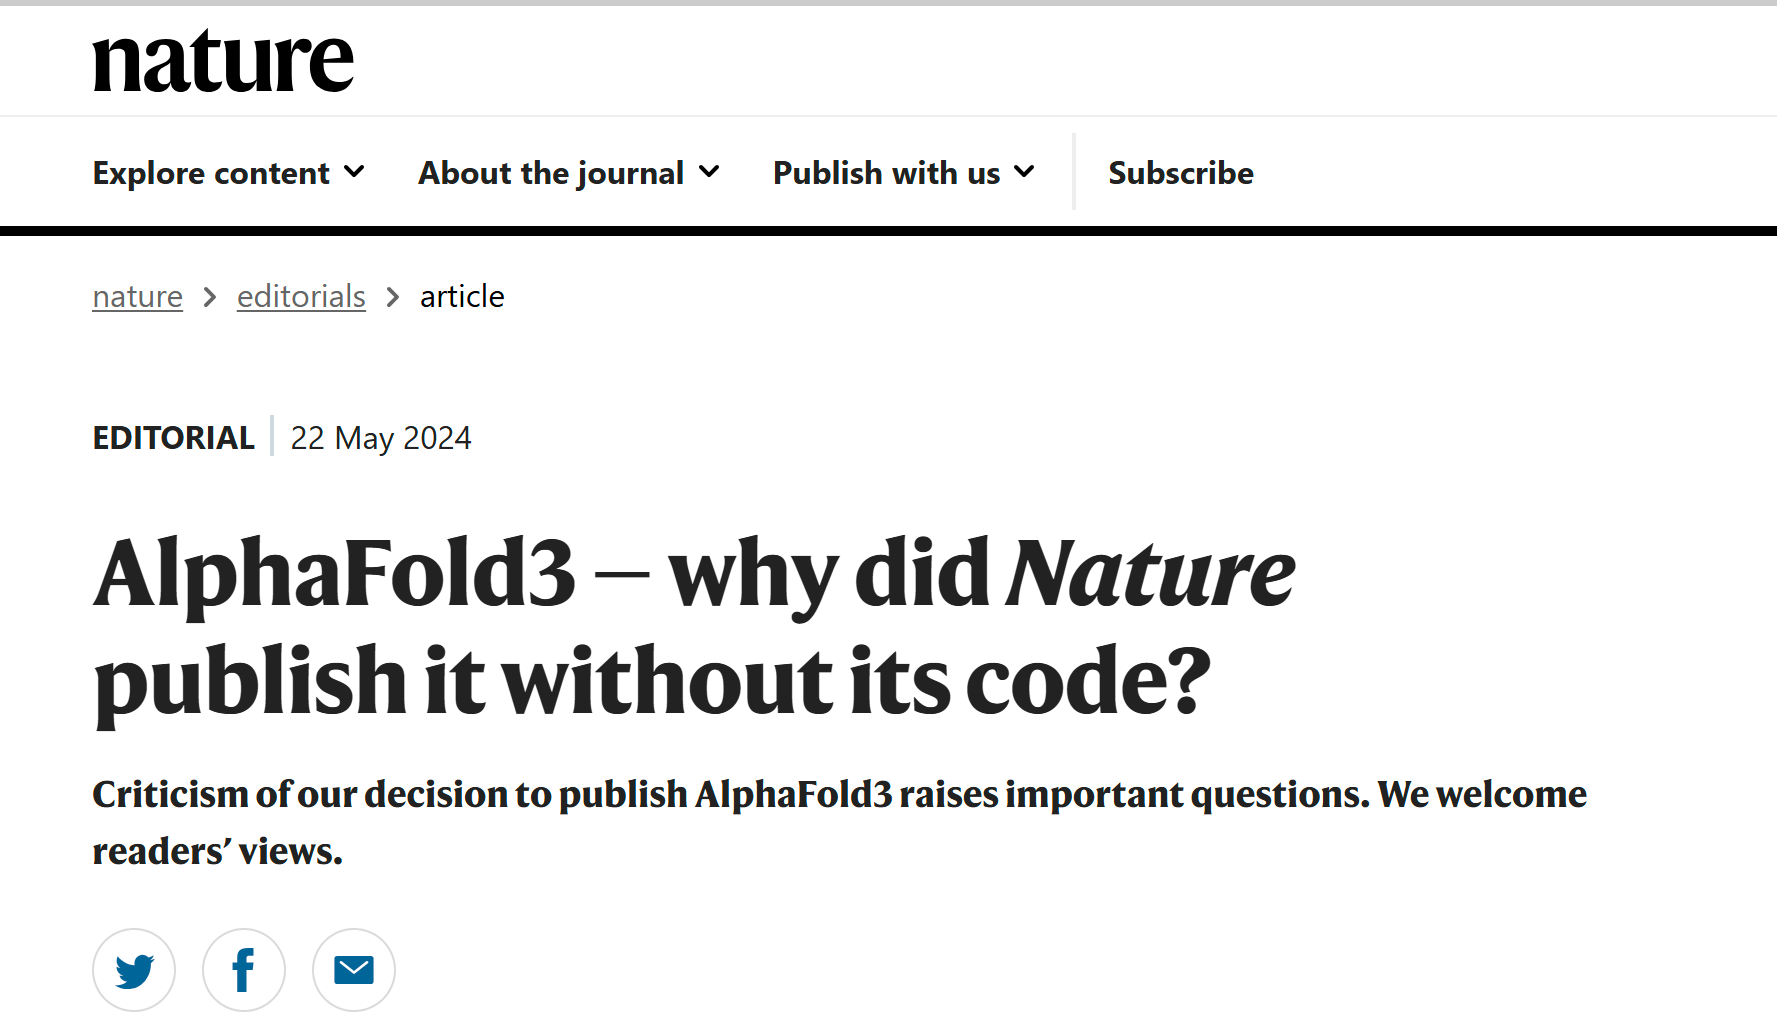 nature
Explore content About the journal Publish with us Subscribe
nature > editorials > article
EDITORIAL 22 May 2024
AlphaFold3 — why did Nature
publish it without its code?
Criticism of our decision to publish AlphaFold3 raises important questions. We welcome
readers’ views.